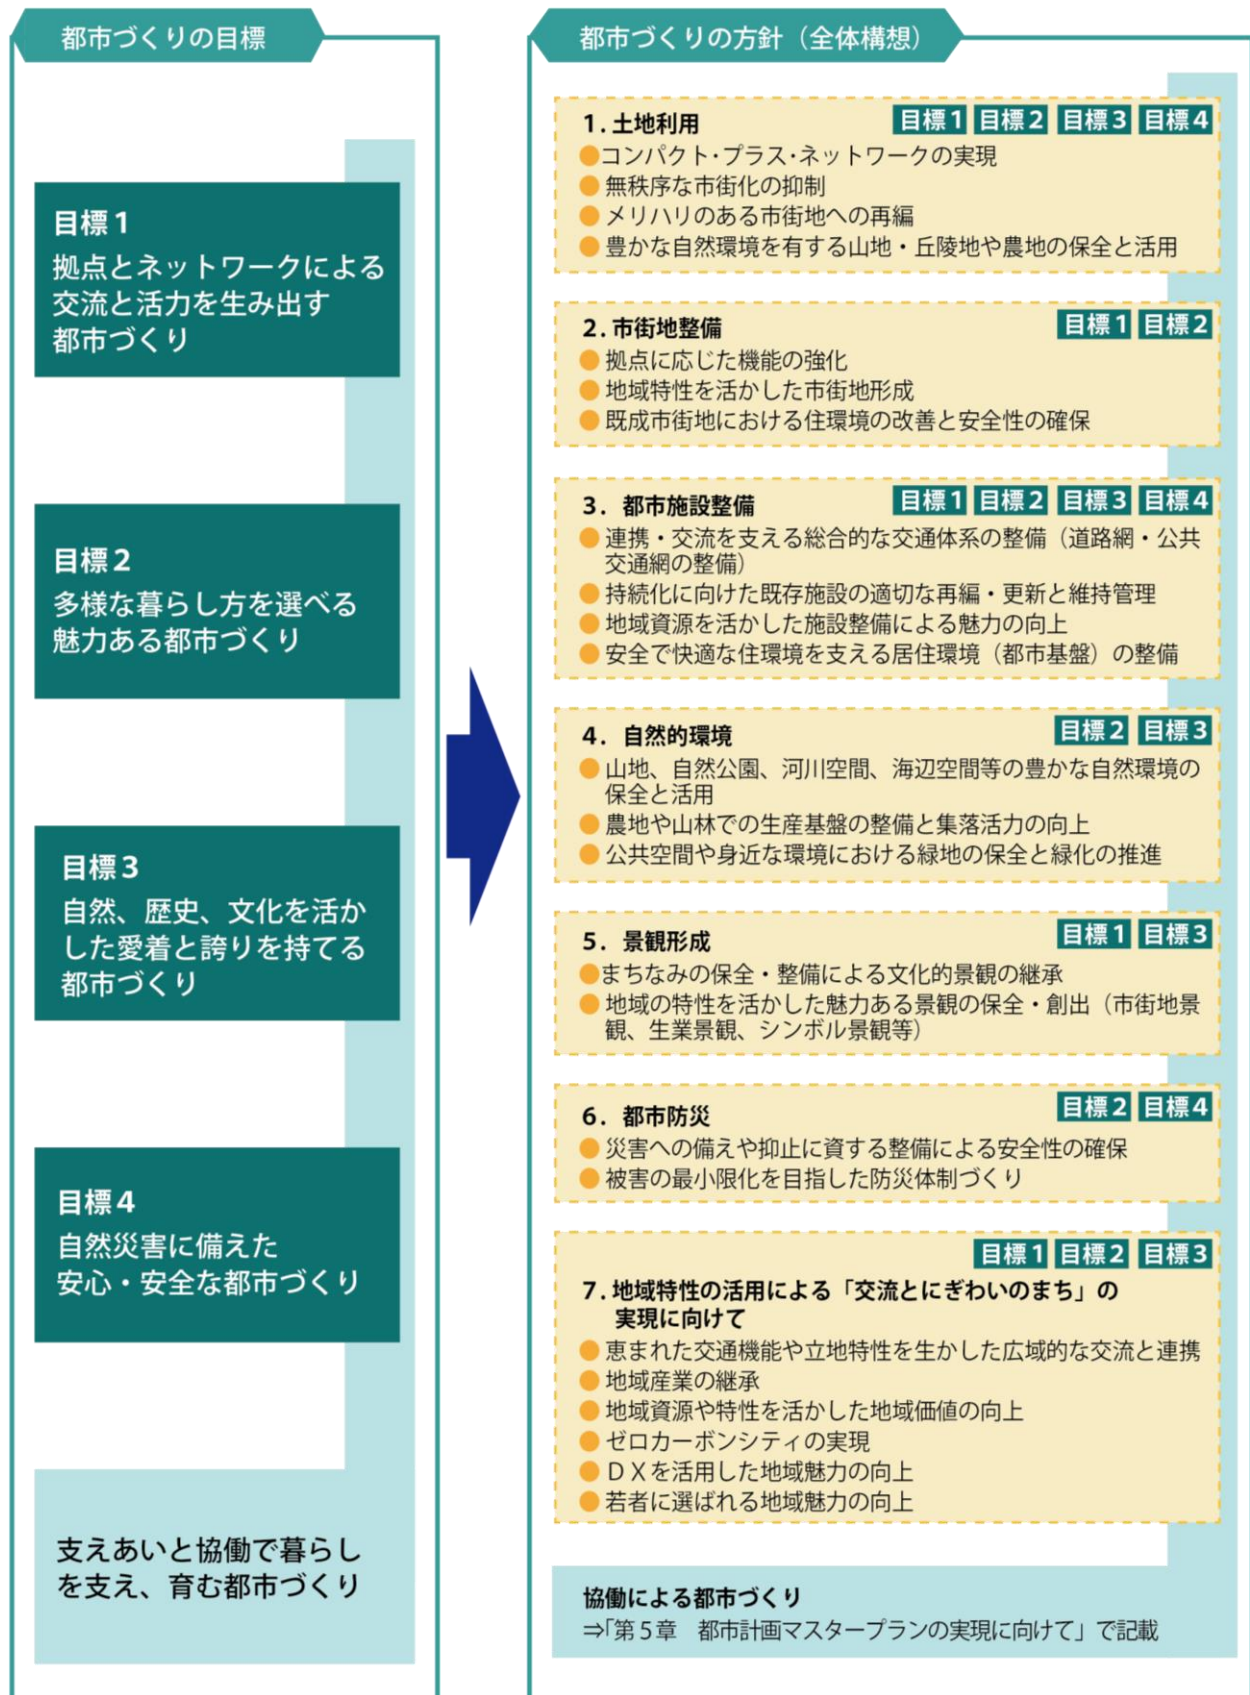 都市づくりの目標
目標1
拠点とネットワークによる
交流と活力を生み出す
都市づくり
目標2
多様な暮らし方を選べる
魅力ある都市づくり
目標3
自然、歴史、文化を活か
した愛着と誇りを持てる
都市づくり
目標4
自然災害に備えた
安心・安全な都市づくり
支えあいと協働で暮らし
を支え、育む都市づくり
都市づくりの方針（全体構想）
1.土地利用 目標1 目標2 目標3 目標4
●コンパクト・プラス・ネットワークの実現
●無秩序な市街化の抑制
●メリハリのある市街地への再編
●豊かな自然環境を有する山地・丘陵地や農地の保全と活用
2.市街地整備 目標1 目標2
●拠点に応じた機能の強化
●地域特性を活かした市街地形成
●既成市街地における住環境の改善と安全性の確保
3．都市施設整備 目標1 目標2 目標3 目標4
●連携・交流を支える総合的な交通体系の整備（道路網・公共
交通網の整備）
●持続化に向けた既存施設の適切な再編・更新と維持管理
●地域資源を活かした施設整備による魅力の向上
●安全で快適な住環境を支える居住環境（都市基盤）の整備
4．自然的環境 目標2 目標3
●山地、自然公園、河川空間、海辺空間等の豊かな自然環境の
保全と活用
●農地や山林での生産基盤の整備と集落活力の向上
●公共空間や身近な環境における緑地の保全と緑化の推進
5．景観形成 目標1 目標3
●まちなみの保全・整備による文化的景観の継承
●地域の特性を活かした魅力ある景観の保全・創出（市街地景
観、生業景観、シンボル景観等）
6．都市防災 目標2 目標4
●災害への備えや抑止に資する整備による安全性の確保
●被害の最小限化を目指した防災体制づくり
目標1 目標2 目標3
7.地域特性の活用による「交流とにぎわいのまち」の
実現に向けて
●恵まれた交通機能や立地特性を生かした広域的な交流と連携
●地域産業の継承
●地域資源や特性を活かした地域価値の向上
●ゼロカーボンシティの実現
●ＤＸを活用した地域魅力の向上
●若者に選ばれる地域魅力の向上
協働による都市づくり
⇒「第5章　都市計画マスタープランの実現に向けて」で記載